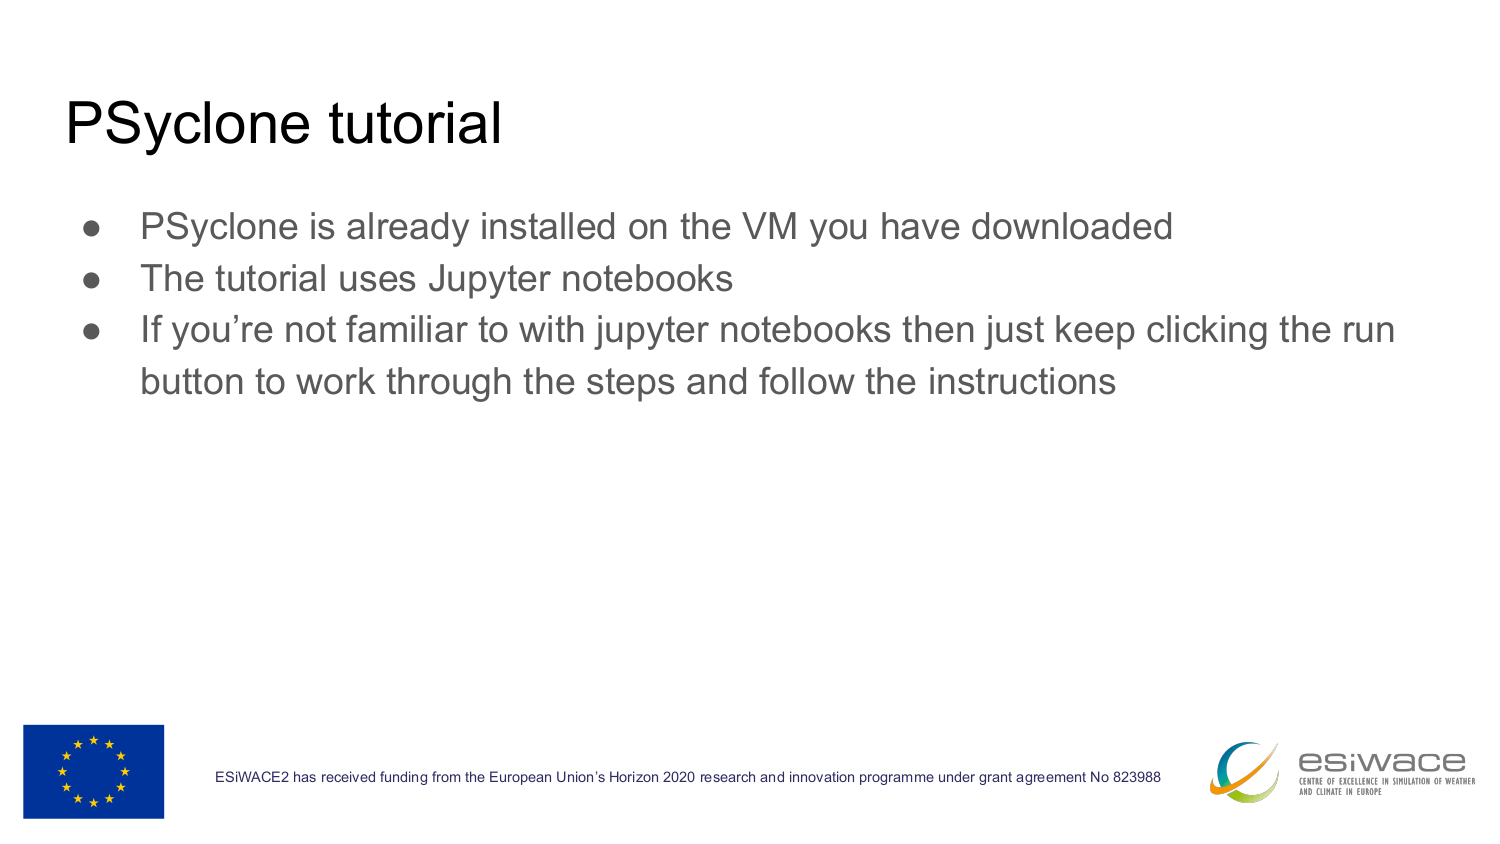 PSyclone tutorial
● PSyclone is already installed on the VM you have downloaded
● The tutorial uses Jupyter notebooks
● If you’re not familiar to with jupyter notebooks then just keep clicking the run
button to work through the steps and follow the instructions
ESiWACE2 has received funding from the European Union’s Horizon 2020 research and innovation programme under grant agreement No 823988
esiwace
CENTRE OF EXCELLENCE IN SIMULATION OF WEATHER
AND CLIMATE IN EUROPE